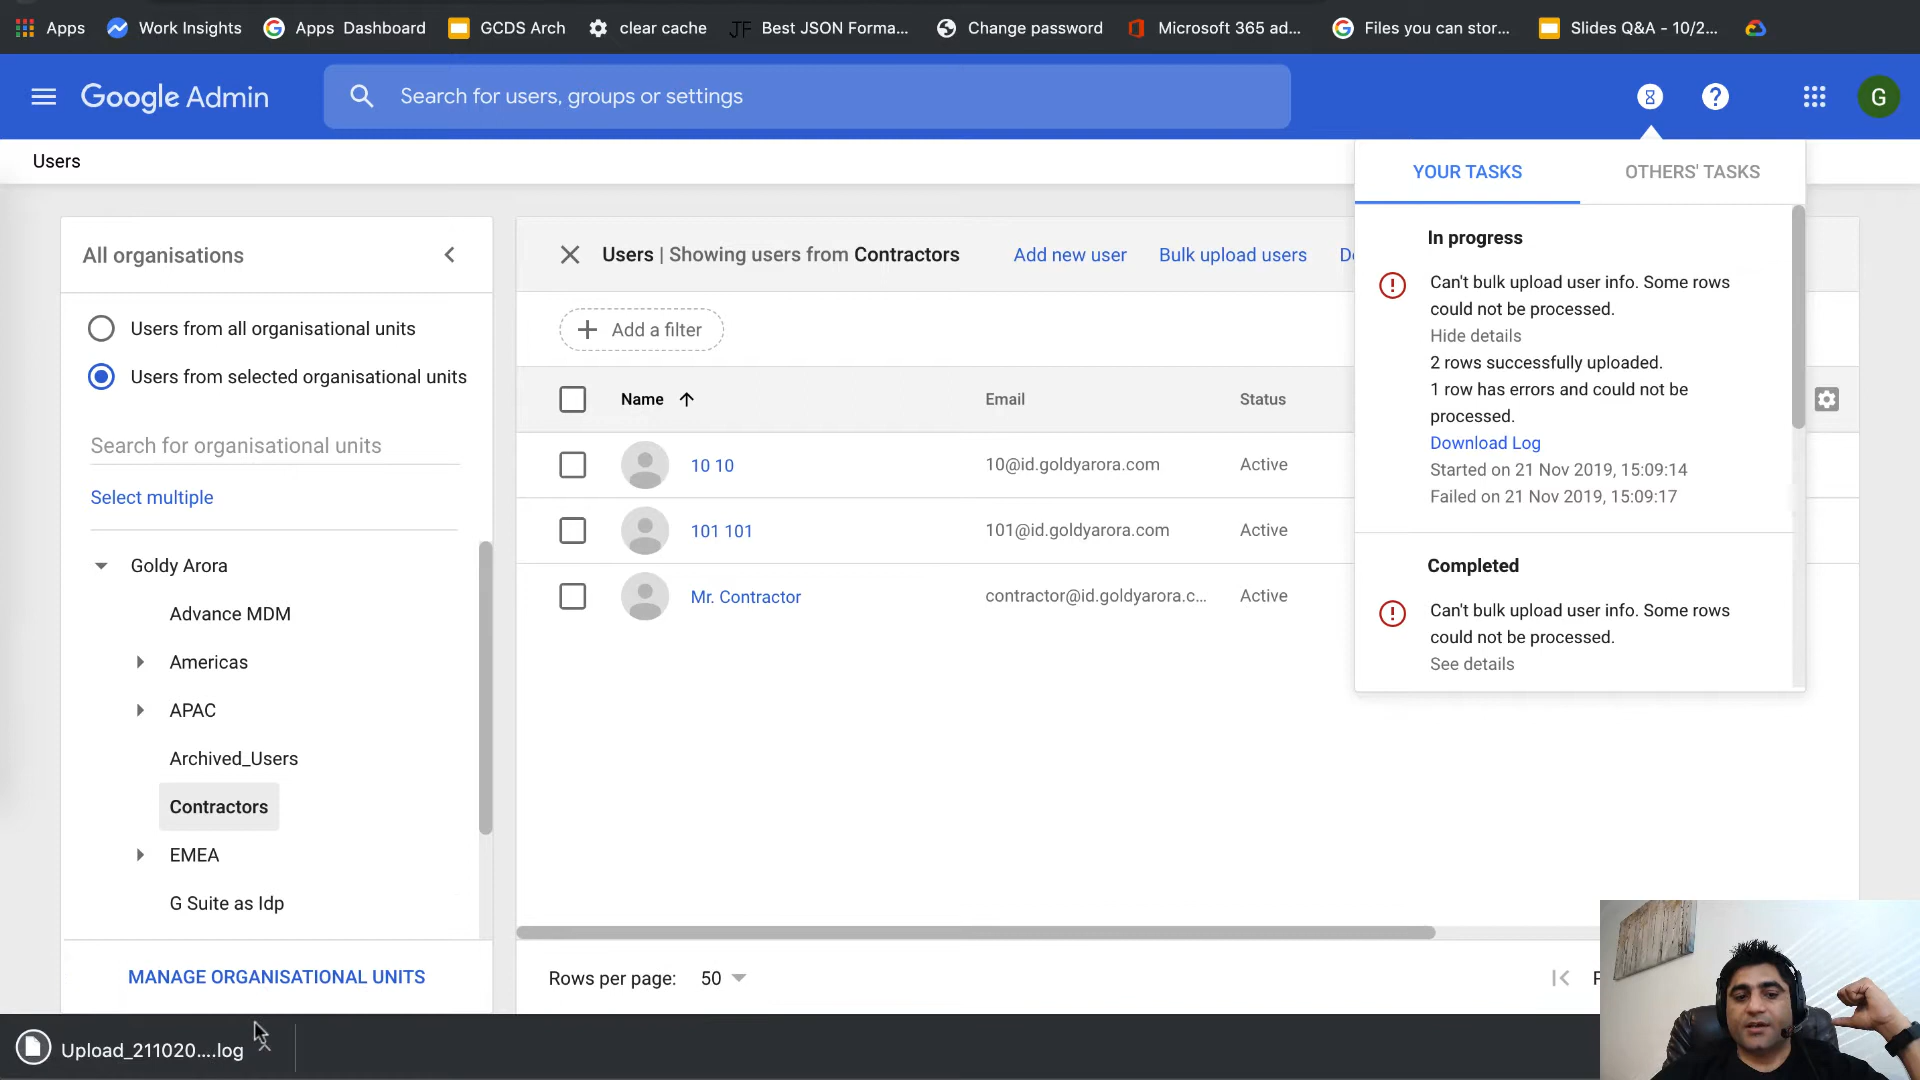 Apps
Work Insights
Apps Dashboard
GCDS Arch
clear cache
JF Best JSON Forma...
Change password
Microsoft 365 ad...
Files you can stor...
Slides Q&A - 10/2...
Google Admin
Search for users, groups or settings
G
Users
YOUR TASKS
OTHERS' TASKS
In progress
Can't bulk upload user info. Some rows
could not be processed.
Hide details
2 rows successfully uploaded.
1 row has errors and could not be
processed.
Download Log
Started on 21 Nov 2019, 15:09:14
Failed on 21 Nov 2019, 15:09:17
Completed
Can't bulk upload user info. Some rows
could not be processed.
See details
All organisations
Users from all organisational units
Users from selected organisational units
Search for organisational units
Select multiple
Goldy Arora
Advance MDM
Americas
APAC
Archived_Users
Contractors
EMEA
G Suite as Idp
MANAGE ORGANISATIONAL UNITS
Users | Showing users from Contractors
Add new user
Bulk upload users
Add a filter
Name
Email
Status
10 10
10@id.goldyarora.com
Active
101 101
101@id.goldyarora.com
Active
Mr. Contractor
contractor@id.goldyarora.c...
Active
Rows per page:
50
Upload_211020....log